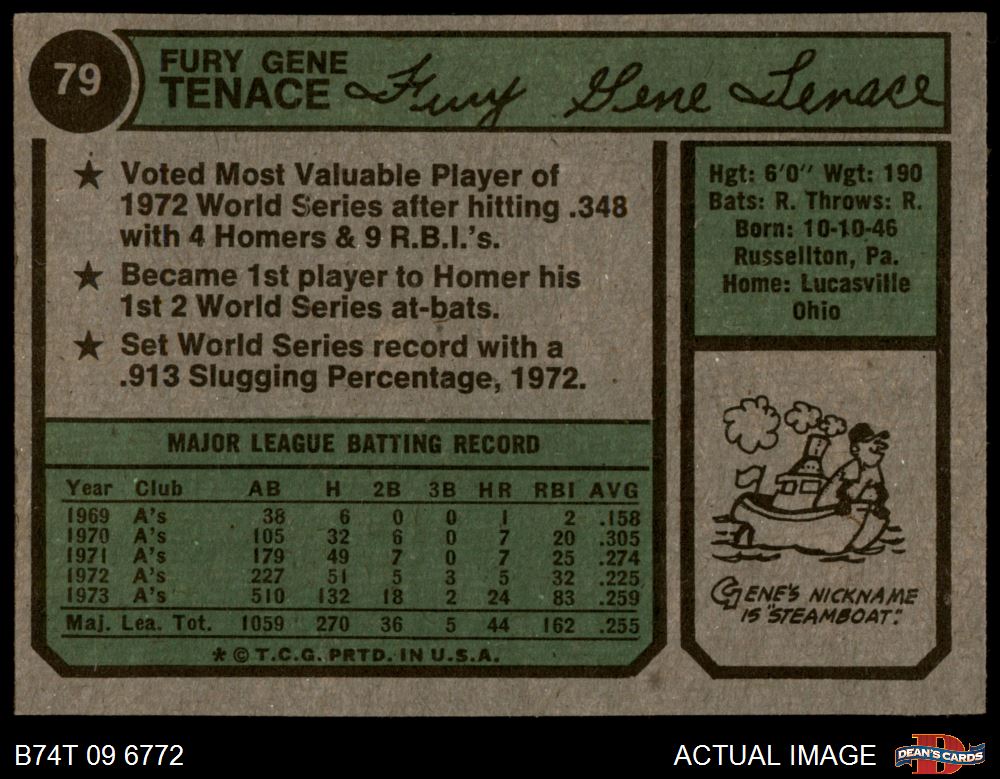 79
FURY GENE
TENACE
Fury Gene Tenace
★ Voted Most Valuable Player of
1972 World Series after hitting .348
with 4 Homers & 9 R.B.I.'s.
★ Became 1st player to Homer his
1st 2 World Series at-bats.
★ Set World Series record with a
.913 Slugging Percentage, 1972.
Hgt: 6'0" Wgt: 190
Bats: R. Throws: R.
Born: 10-10-46
Russellton, Pa.
Home: Lucasville
Ohio
MAJOR LEAGUE BATTING RECORD
Year Club AB H 2B 3B HR RBI AVG
1969 A's 38 6 0 0 1 2 .158
1970 A's 105 32 6 0 7 20 .305
1971 A's 179 49 7 0 7 25 .274
1972 A's 227 51 5 3 5 32 .225
1973 A's 510 132 18 2 24 83 .259
Maj. Lea. Tot. 1059 270 36 5 44 162 .255
* © T.C.G. PRTD. IN U.S.A.
GENE'S NICKNAME
IS "STEAMBOAT."
B74T 09 6772
ACTUAL IMAGE
DEAN'S CARDS